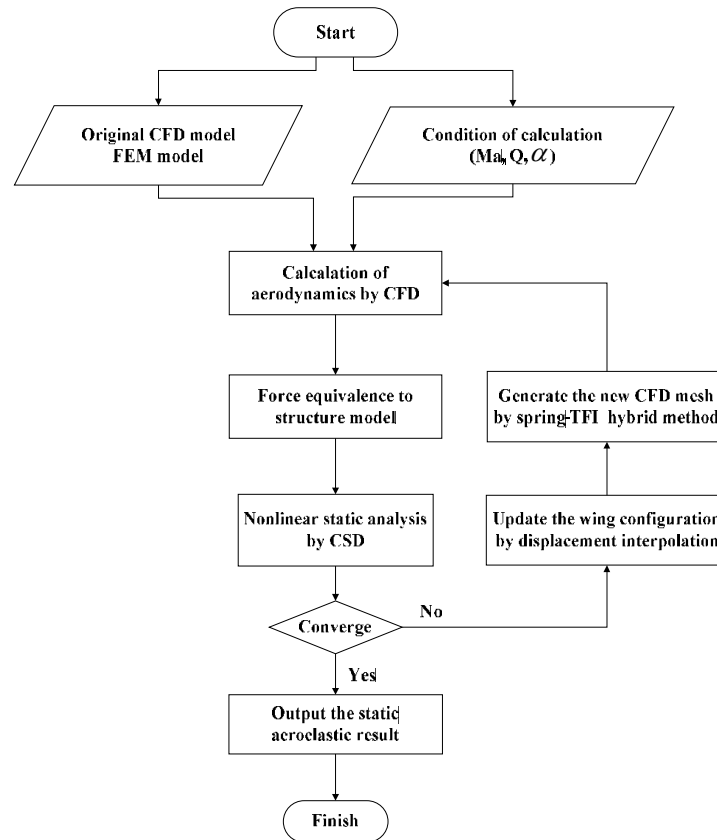 Start
Original CFD model
FEM model
Condition of calculation
(Ma, Q, α)
Calcalation of
aerodynamics by CFD
Force equivalence to
structure model
Generate the new CFD mesh
by spring-TFI hybrid method
Nonlinear static analysis
by CSD
Update the wing configuration
by displacement interpolation
Converge
No
Yes
Output the static
aeroelastic result
Finish